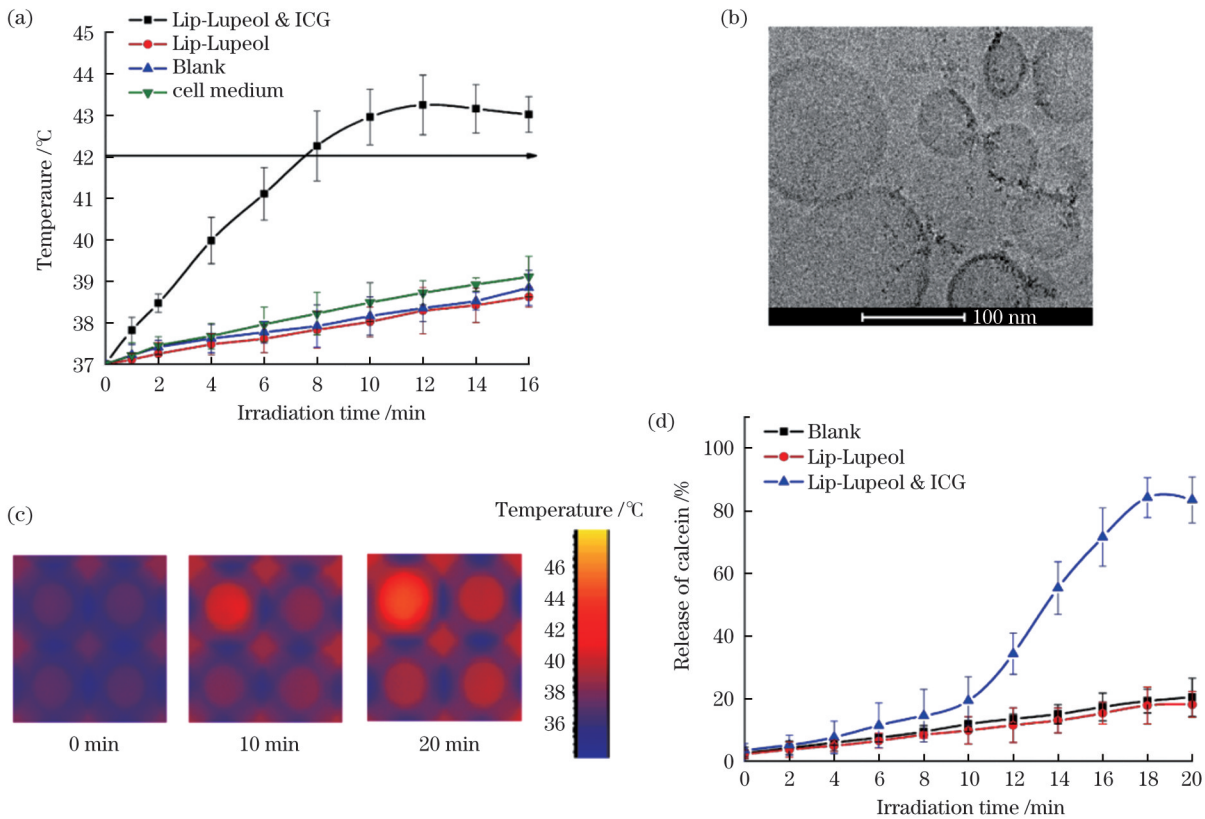 (a)
Lip-Lupeol & ICG
Lip-Lupeol
Blank
cell medium
45
44
43
42
41
40
39
38
37
Temperaure /℃
0 2 4 6 8 10 12 14 16
Irradiation time /min
(b)
100 nm
(c)
Temperature /℃
46
44
42
40
38
36
0 min
10 min
20 min
(d)
Blank
Lip-Lupeol
Lip-Lupeol & ICG
100
80
60
40
20
0
Release of calcein /%
0 2 4 6 8 10 12 14 16 18 20
Irradiation time /min